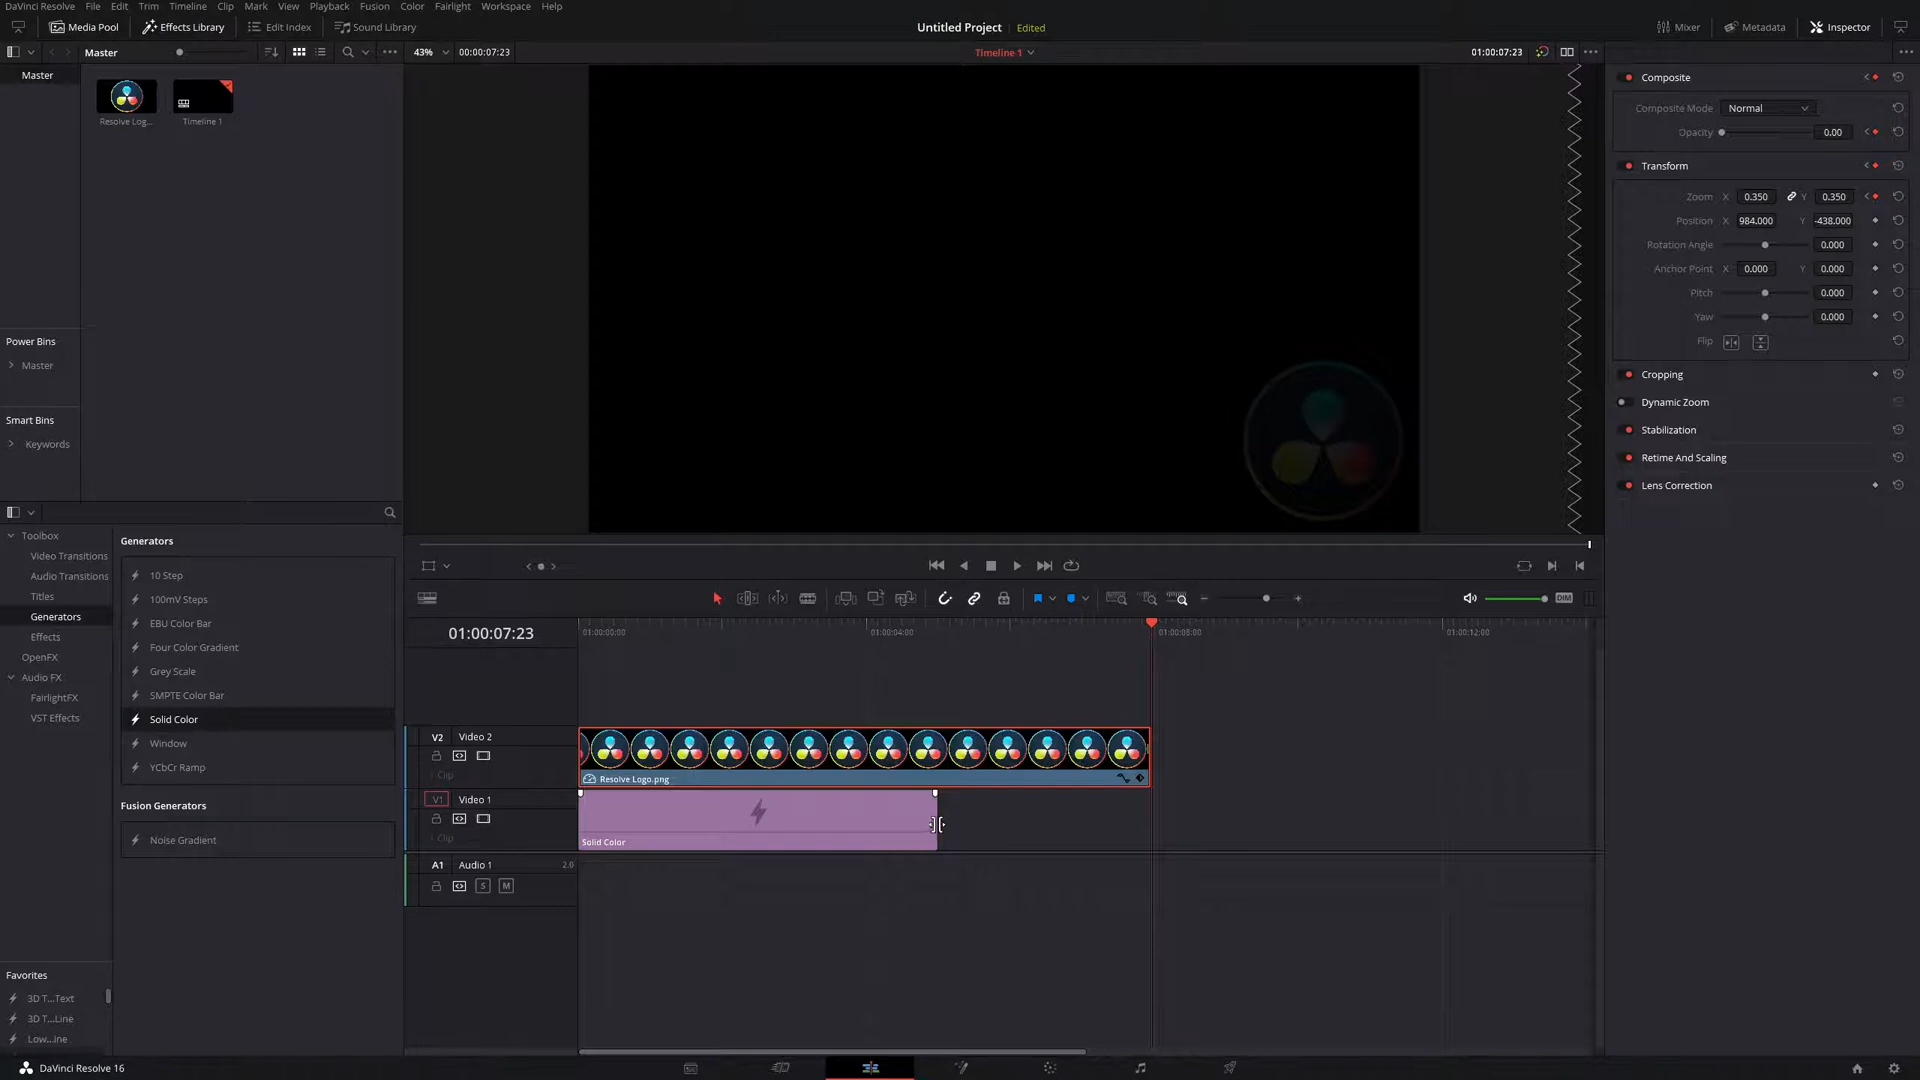 DaVinci Resolve File Edit Trim Timeline Clip Mark View Playback Fusion Color Fairlight Workspace Help
Media Pool Effects Library Edit Index Sound Library Untitled Project Edited Mixer Metadata Inspector
Master 43% 00:00:07:23 Timeline 1 01:00:07:23
Master
Resolve Log... Timeline 1
Power Bins
Master
Smart Bins
Keywords
Composite
Composite Mode Normal
Opacity 0.00
Transform
Zoom X 0.350 Y 0.350
Position X 984.000 Y -438.000
Rotation Angle 0.000
Anchor Point X 0.000 Y 0.000
Pitch 0.000
Yaw 0.000
Flip
Cropping
Dynamic Zoom
Stabilization
Retime And Scaling
Lens Correction
Toolbox
Video Transitions
Audio Transitions
Titles
Generators
Effects
OpenFX
Audio FX
FairlightFX
VST Effects
Favorites
3D T...Text
3D T...Line
Low...ine
Generators
10 Step
100mV Steps
EBU Color Bar
Four Color Gradient
Grey Scale
SMPTE Color Bar
Solid Color
Window
YCbCr Ramp
Fusion Generators
Noise Gradient
DIM
01:00:07:23 01:00:00:00 01:00:04:00 01:00:08:00 01:00:12:00
V2 Video 2
1 Clip
Resolve Logo.png
V1 Video 1
1 Clip
Solid Color
A1 Audio 1 2.0
S M
DaVinci Resolve 16